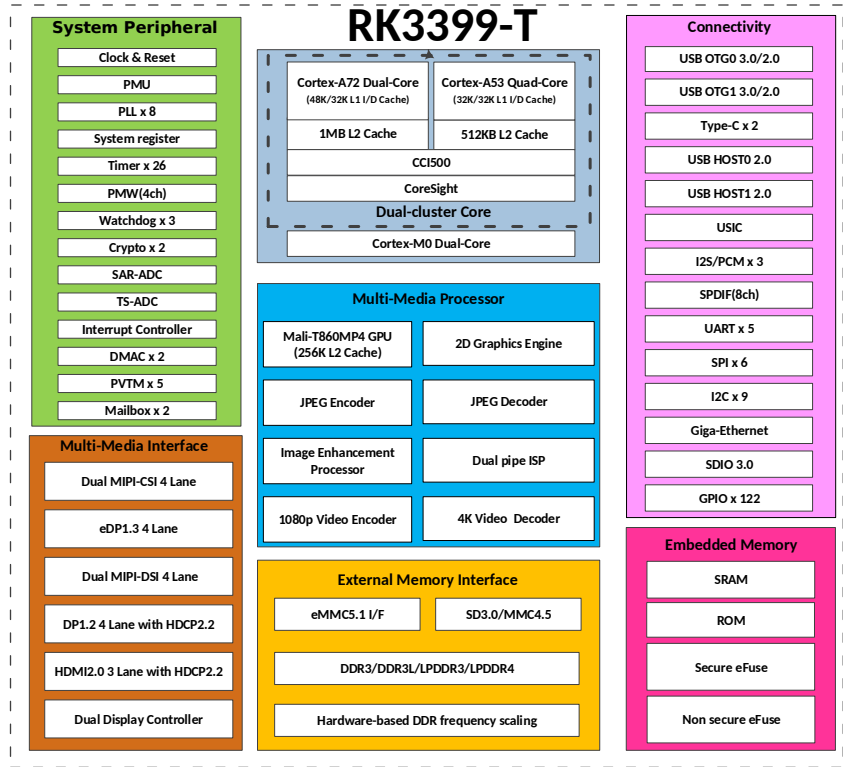 RK3399-T
System Peripheral
Clock & Reset
PMU
PLL x 8
System register
Timer x 26
PMW(4ch)
Watchdog x 3
Crypto x 2
SAR-ADC
TS-ADC
Interrupt Controller
DMAC x 2
PVTM x 5
Mailbox x 2
Multi-Media Interface
Dual MIPI-CSI 4 Lane
eDP1.3 4 Lane
Dual MIPI-DSI 4 Lane
DP1.2 4 Lane with HDCP2.2
HDMI2.0 3 Lane with HDCP2.2
Dual Display Controller
Cortex-A72 Dual-Core
(48K/32K L1 I/D Cache)
1MB L2 Cache
Cortex-A53 Quad-Core
(32K/32K L1 I/D Cache)
512KB L2 Cache
CCI500
CoreSight
Dual-cluster Core
Cortex-M0 Dual-Core
Multi-Media Processor
Mali-T860MP4 GPU
(256K L2 Cache)
2D Graphics Engine
JPEG Encoder
JPEG Decoder
Image Enhancement
Processor
Dual pipe ISP
1080p Video Encoder
4K Video Decoder
External Memory Interface
eMMC5.1 I/F
SD3.0/MMC4.5
DDR3/DDR3L/LPDDR3/LPDDR4
Hardware-based DDR frequency scaling
Connectivity
USB OTG0 3.0/2.0
USB OTG1 3.0/2.0
Type-C x 2
USB HOST0 2.0
USB HOST1 2.0
USIC
I2S/PCM x 3
SPDIF(8ch)
UART x 5
SPI x 6
I2C x 9
Giga-Ethernet
SDIO 3.0
GPIO x 122
Embedded Memory
SRAM
ROM
Secure eFuse
Non secure eFuse